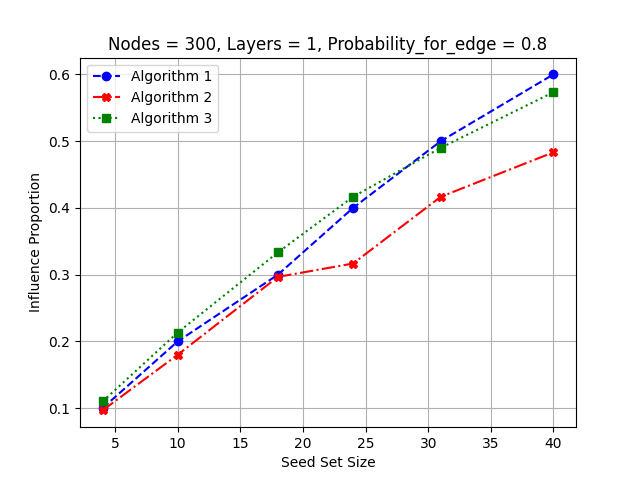 Nodes = 300, Layers = 1, Probability_for_edge = 0.8
Algorithm 1
Algorithm 2
Algorithm 3
0.6
0.5
0.4
0.3
0.2
0.1
Influence Proportion
5 10 15 20 25 30 35 40
Seed Set Size